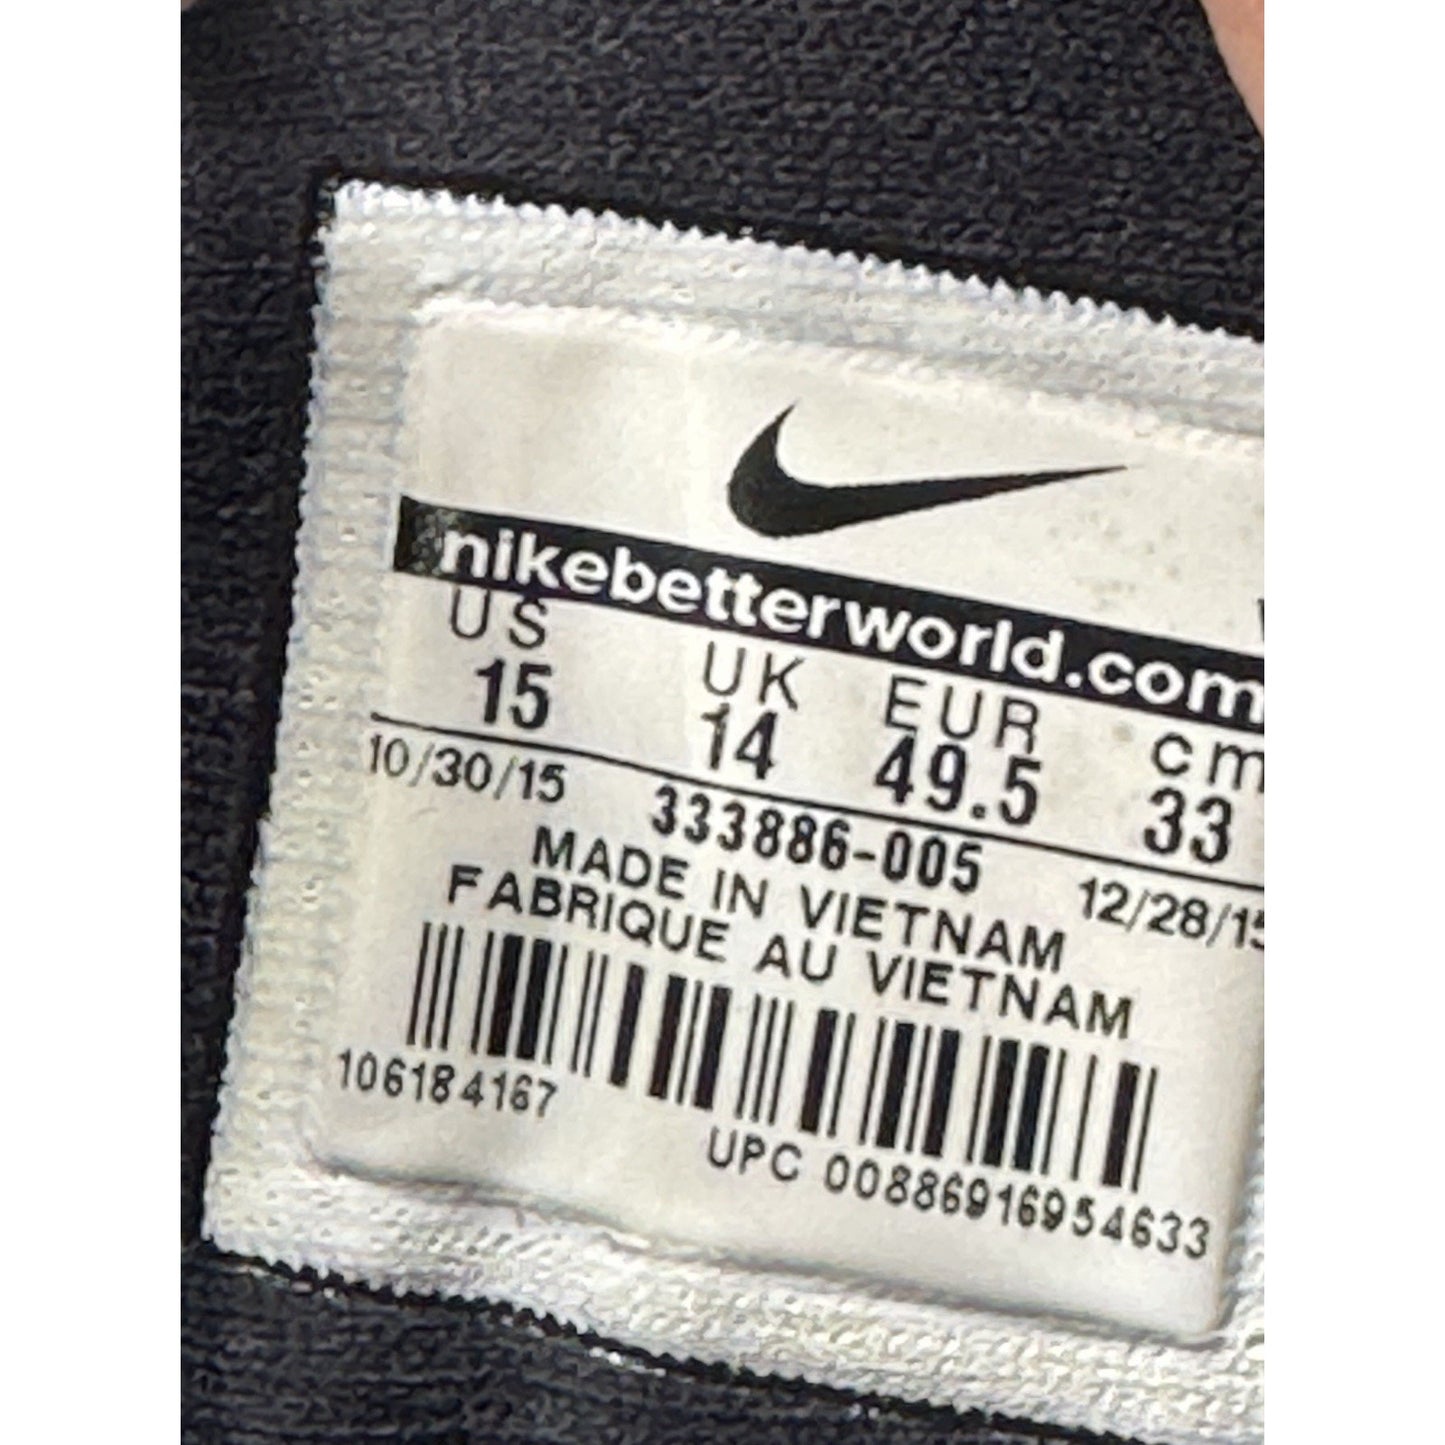 nikebetterworld.com
US UK EUR cm
15 14 49.5 33
10/30/15 333886-005 12/28/15
MADE IN VIETNAM
FABRIQUE AU VIETNAM
106184167
UPC 00886916954633